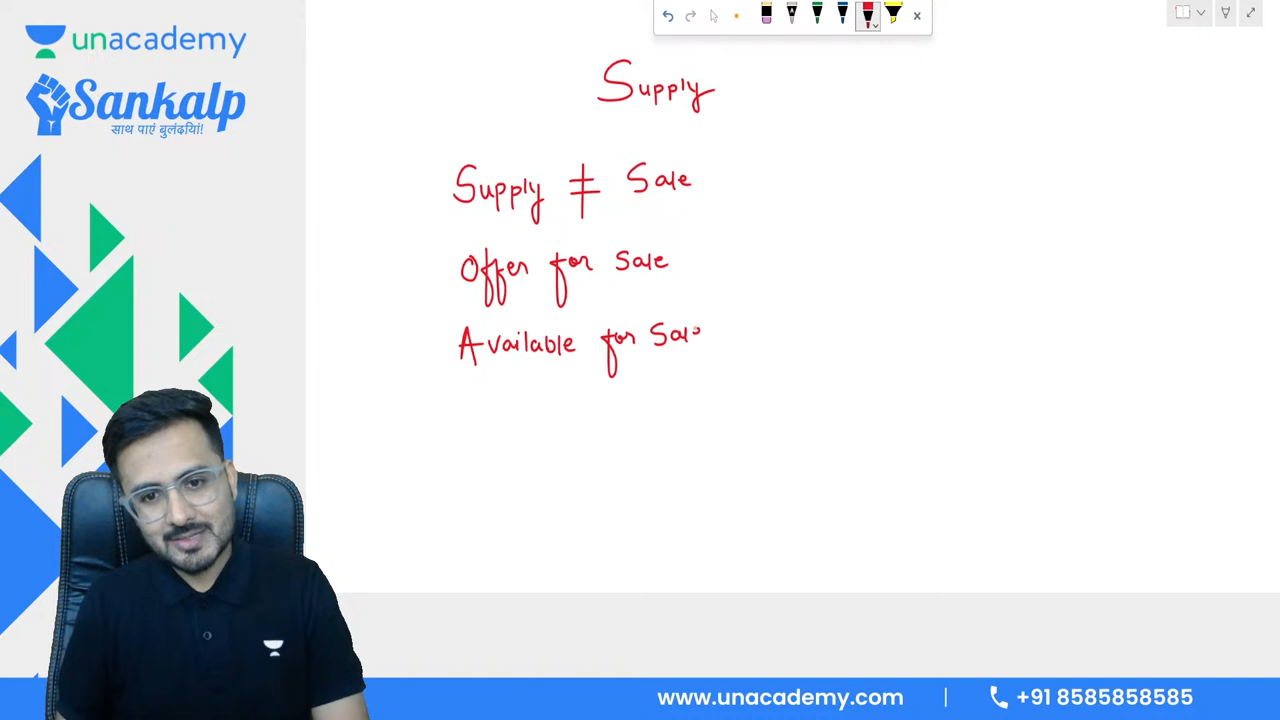 unacademy
Sankalp
साथ पाएं बुलंदियां!
Supply
Supply ≠ Sale
Offer for Sale
Available for Sale
www.unacademy.com | +91 8585858585